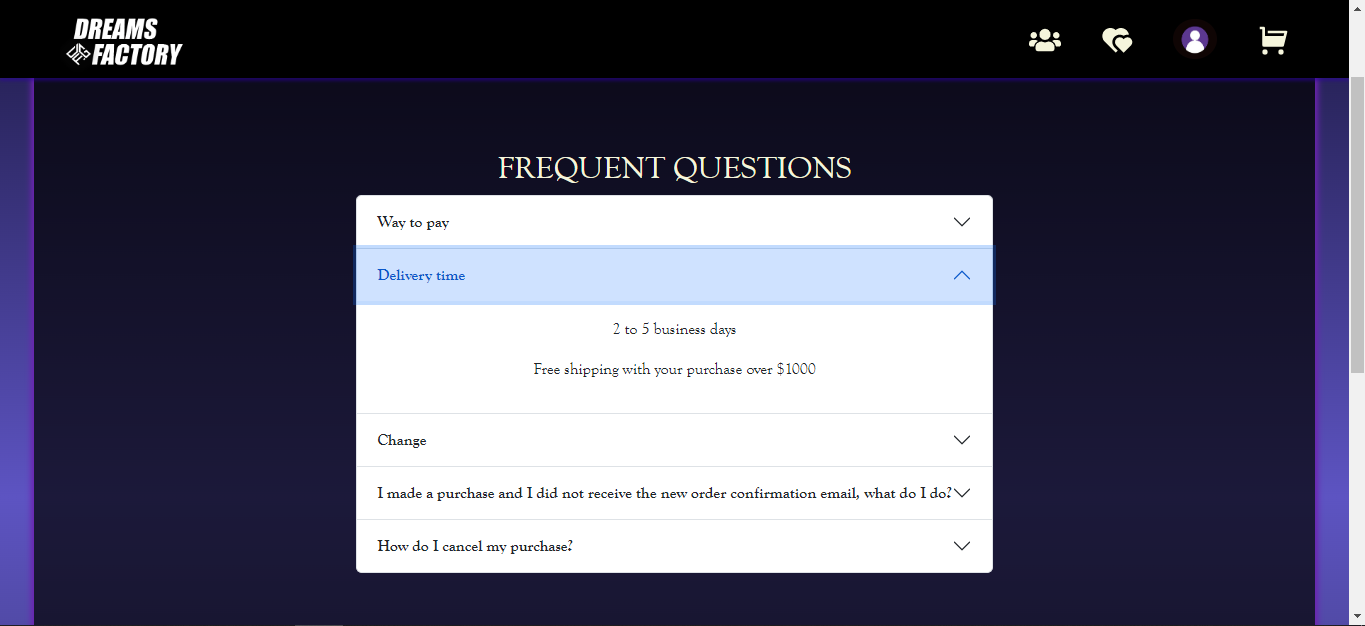 DREAMS
FACTORY
FREQUENT QUESTIONS
Way to pay
Delivery time
2 to 5 business days
Free shipping with your purchase over $1000
Change
I made a purchase and I did not receive the new order confirmation email, what do I do?
How do I cancel my purchase?